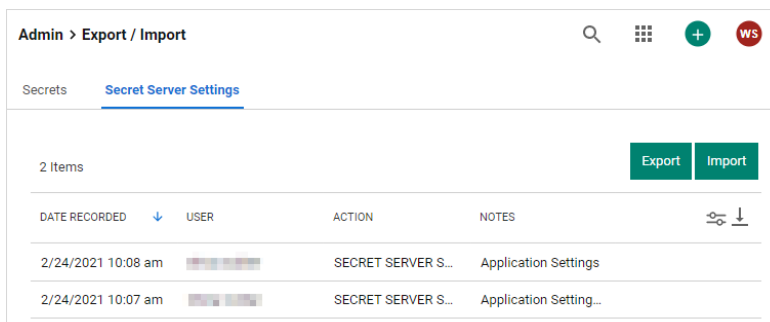 Admin > Export / Import
WS
Secrets Secret Server Settings
2 Items
Export Import
DATE RECORDED USER ACTION NOTES
2/24/2021 10:08 am SECRET SERVER S... Application Settings
2/24/2021 10:07 am SECRET SERVER S... Application Setting...